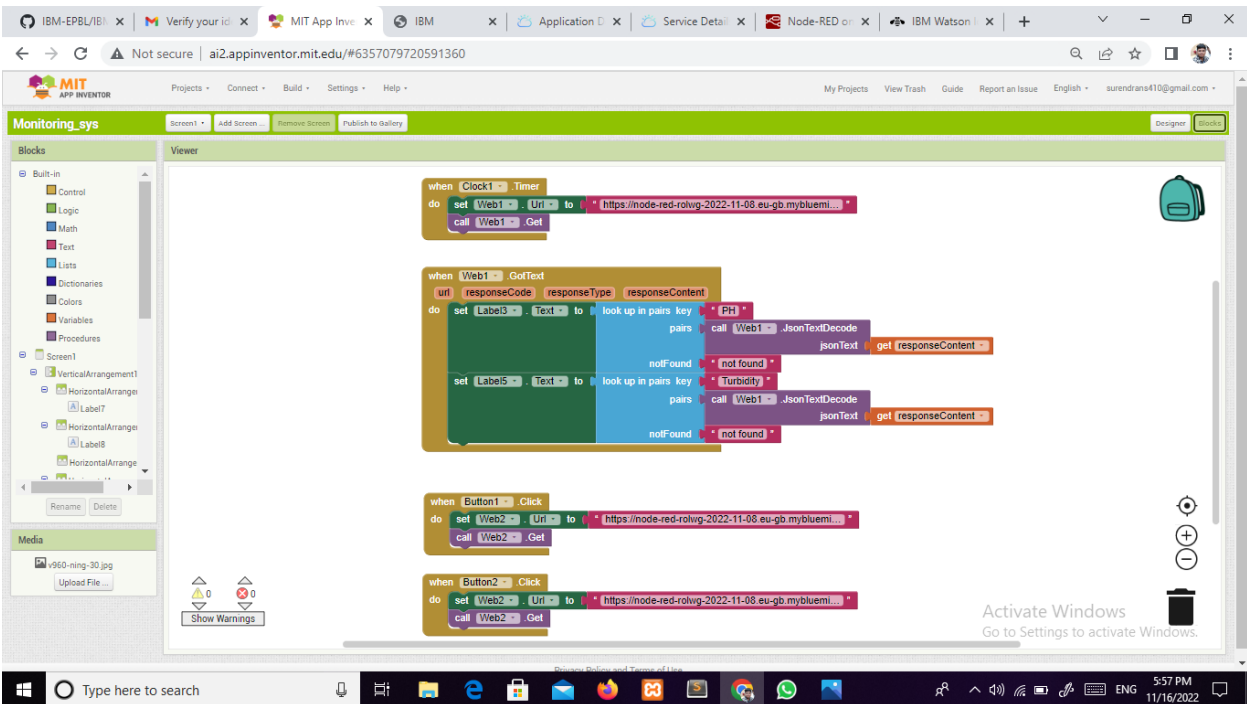 IBM-EPBL/IBM
Verify your id
MIT App Inve
IBM
Application D
Service Detail
Node-RED on
IBM Watson
Not secure
ai2.appinventor.mit.edu/#6357079720591360
MIT
APP INVENTOR
Projects
Connect
Build
Settings
Help
My Projects
View Trash
Guide
Report an Issue
English
surendrans410@gmail.com
Monitoring_sys
Screen1
Add Screen ...
Remove Screen
Publish to Gallery
Designer
Blocks
Blocks
Viewer
Built-in
Control
Logic
Math
Text
Lists
Dictionaries
Colors
Variables
Procedures
Screen1
VerticalArrangement1
HorizontalArranger
Label7
HorizontalArranger
Label8
HorizontalArrange
Rename
Delete
Media
v960-ning-30.jpg
Upload File ...
when Clock1 .Timer
do set Web1 . Url to " https://node-red-rolwg-2022-11-08.eu-gb.mybluemi... "
call Web1 .Get
when Web1 .GotText
url responseCode responseType responseContent
do set Label3 . Text to look up in pairs key " PH "
pairs call Web1 .JsonTextDecode
jsonText get responseContent
notFound " not found "
set Label5 . Text to look up in pairs key " Turbidity "
pairs call Web1 .JsonTextDecode
jsonText get responseContent
notFound " not found "
when Button1 .Click
do set Web2 . Url to " https://node-red-rolwg-2022-11-08.eu-gb.mybluemi... "
call Web2 .Get
when Button2 .Click
do set Web2 . Url to " https://node-red-rolwg-2022-11-08.eu-gb.mybluemi... "
call Web2 .Get
0
0
Show Warnings
Activate Windows
Go to Settings to activate Windows.
Privacy Policy and Terms of Use
Type here to search
ENG
5:57 PM
11/16/2022